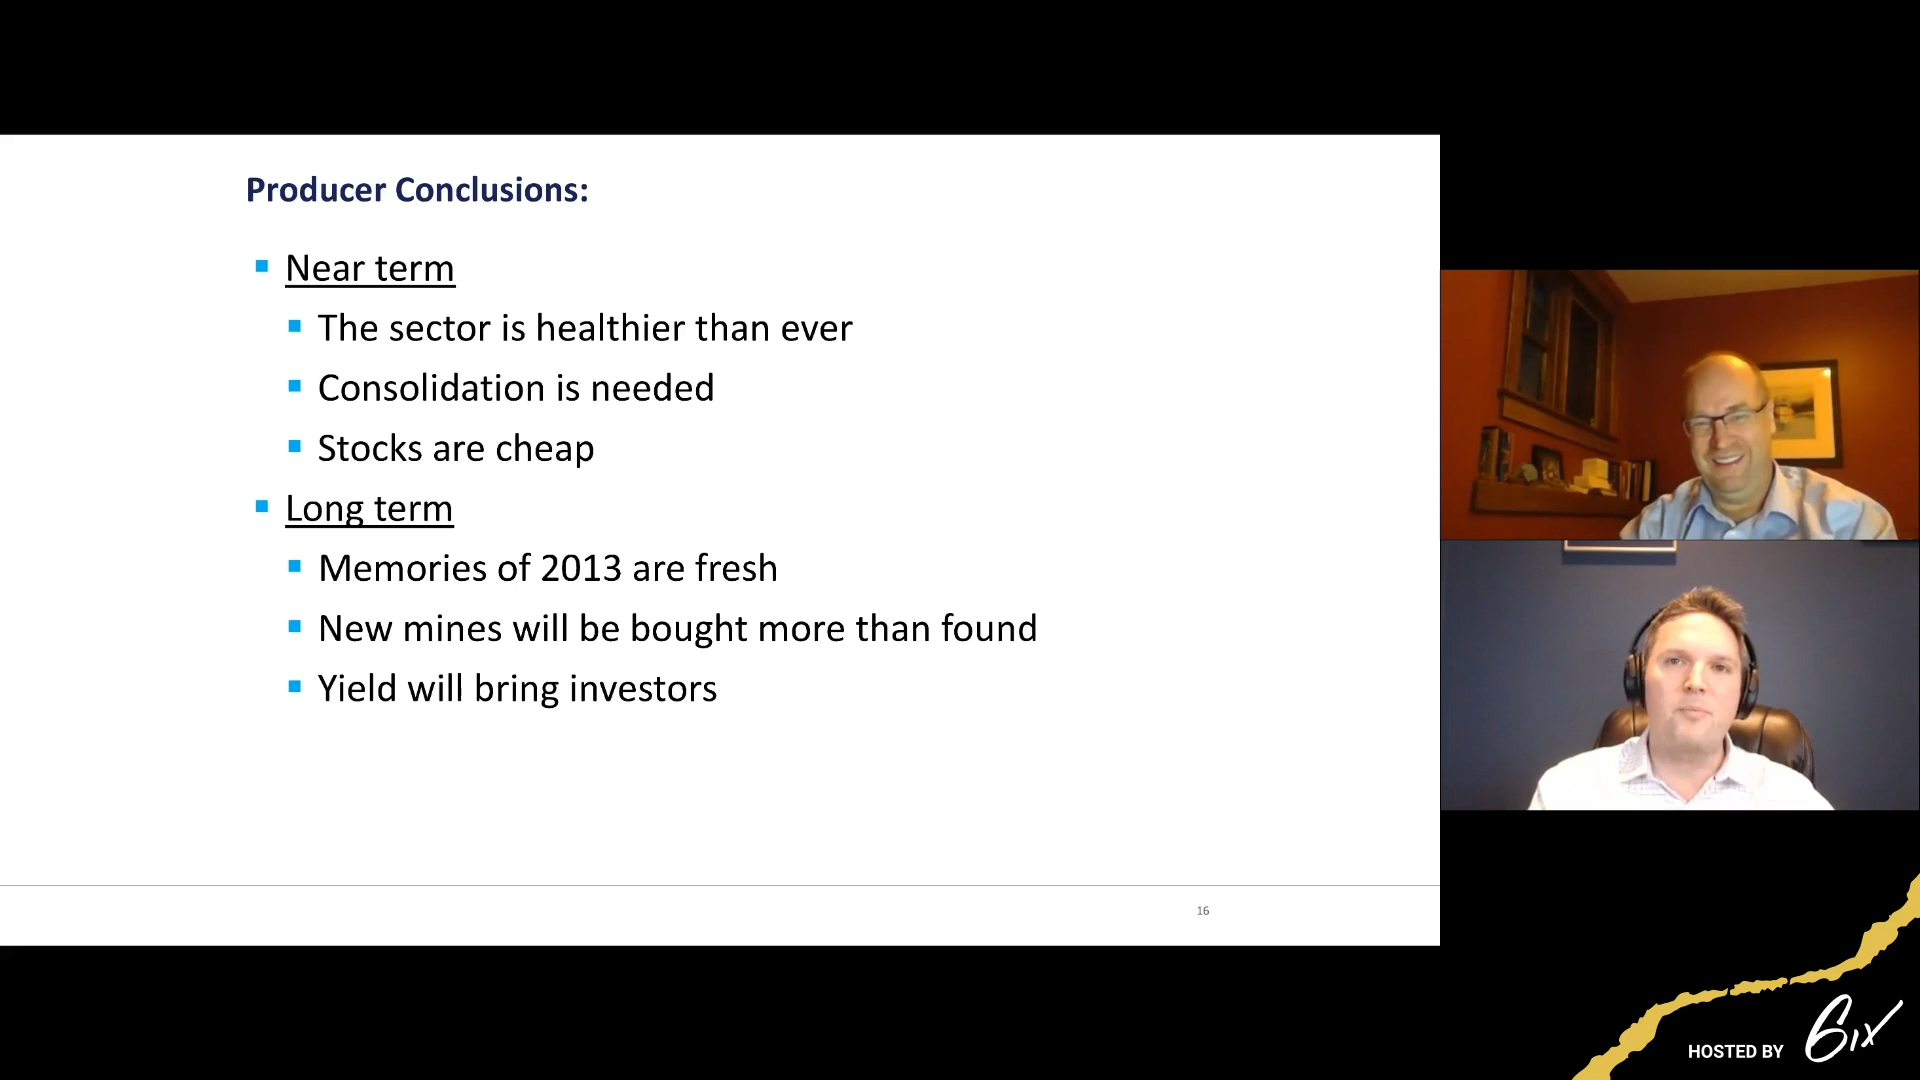 Producer Conclusions:
Near term
The sector is healthier than ever
Consolidation is needed
Stocks are cheap
Long term
Memories of 2013 are fresh
New mines will be bought more than found
Yield will bring investors
16
HOSTED BY 6ix